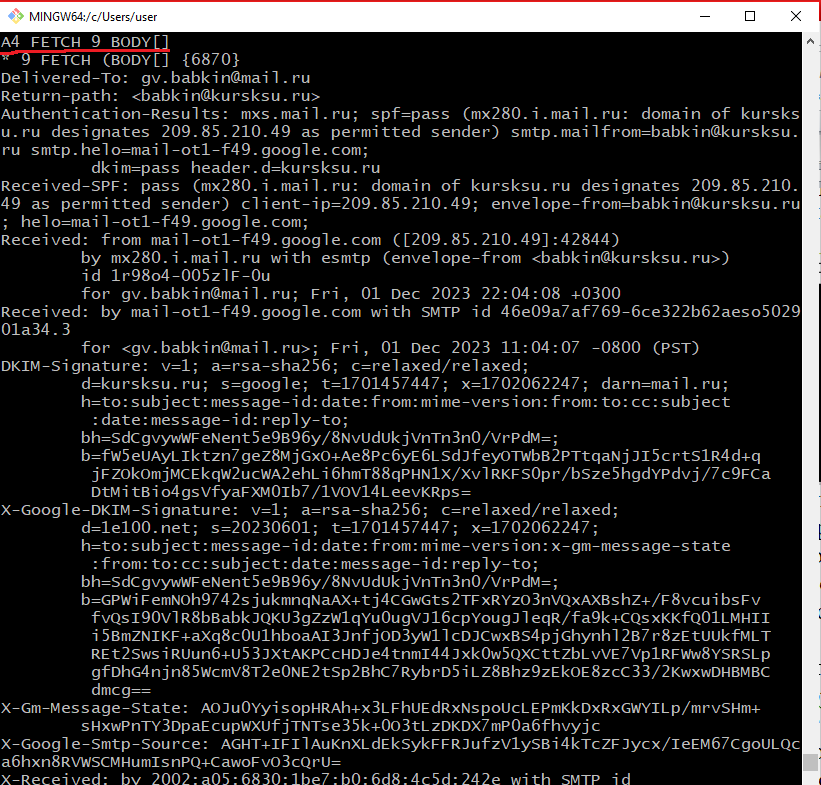 MINGW64:/c/Users/user
A4 FETCH 9 BODY[]
* 9 FETCH (BODY[] {6870}
Delivered-To: gv.babkin@mail.ru
Return-path: <babkin@kursksu.ru>
Authentication-Results: mxs.mail.ru; spf=pass (mx280.i.mail.ru: domain of kursks
u.ru designates 209.85.210.49 as permitted sender) smtp.mailfrom=babkin@kursksu.
ru smtp.helo=mail-ot1-f49.google.com;
dkim=pass header.d=kursksu.ru
Received-SPF: pass (mx280.i.mail.ru: domain of kursksu.ru designates 209.85.210.
49 as permitted sender) client-ip=209.85.210.49; envelope-from=babkin@kursksu.ru
; helo=mail-ot1-f49.google.com;
Received: from mail-ot1-f49.google.com ([209.85.210.49]:42844)
by mx280.i.mail.ru with esmtp (envelope-from <babkin@kursksu.ru>)
id 1r98o4-005zlF-0u
for gv.babkin@mail.ru; Fri, 01 Dec 2023 22:04:08 +0300
Received: by mail-ot1-f49.google.com with SMTP id 46e09a7af769-6ce322b62aeso5029
01a34.3
for <gv.babkin@mail.ru>; Fri, 01 Dec 2023 11:04:07 -0800 (PST)
DKIM-Signature: v=1; a=rsa-sha256; c=relaxed/relaxed;
d=kursksu.ru; s=google; t=1701457447; x=1702062247; darn=mail.ru;
h=to:subject:message-id:date:from:mime-version:from:to:cc:subject
:date:message-id:reply-to;
bh=SdCgvywWFeNent5e9B96y/8NvUdUkjVnTn3n0/VrPdM=;
b=fW5eUAyLIktzn7geZ8MjGxO+Ae8Pc6yE6LSdJfeyOTWbB2PTtqaNjJI5crtS1R4d+q
jFZOkOmjMCEkqW2ucWA2ehLi6hmT88qPHN1X/XvlRKFS0pr/bSze5hgdYPdvj/7c9FCa
DtMitBio4gsVfyaFXM0Ib7/1VOV14LeevKRps=
X-Google-DKIM-Signature: v=1; a=rsa-sha256; c=relaxed/relaxed;
d=1e100.net; s=20230601; t=1701457447; x=1702062247;
h=to:subject:message-id:date:from:mime-version:x-gm-message-state
:from:to:cc:subject:date:message-id:reply-to;
bh=SdCgvywWFeNent5e9B96y/8NvUdUkjVnTn3n0/VrPdM=;
b=GPWiFemNOh9742sjukmnqNaAX+tj4CGwGts2TFxRYzO3nVQxAXBshZ+/F8vcuibsFv
fvQsI90VlR8bBabkJQKU3gZzW1qYu0ugVJ16cpYougJleqR/fa9k+CQsxKKfQ01LMHII
i5BmZNIKF+aXq8c0U1hboaAI3JnfjOD3yW1lcDJCwxBS4pjGhynhl2B7r8zEtUUkfMLT
REt2SwsiRUun6+U53JXtAKPCcHDJe4tnmI44Jxk0w5QXCttZbLvVE7Vp1RFWw8YSRSLp
gfDhG4njn85WcmV8T2e0NE2tSp2BhC7RybrD5iLZ8Bhz9zEkOE8zcC33/2KwxwDHBMBC
dmcg==
X-Gm-Message-State: AOJu0YyisopHRAh+x3LFhUEdRxNspoUcLEPmKkDxRxGWYILp/mrvSHm+
sHxwPnTY3DpaEcupWXUfjTNTse35k+0O3tLzDKDX7mP0a6fhvyjc
X-Google-Smtp-Source: AGHT+IFIlAuKnXLdEkSykFFRJufzV1ySBi4kTcZFJycx/IeEM67CgoULQc
a6hxn8RVWSCMHumIsnPQ+CawoFvO3cQrU=
X-Received: by 2002:a05:6830:1be7:b0:6d8:4c5d:242e with SMTP id